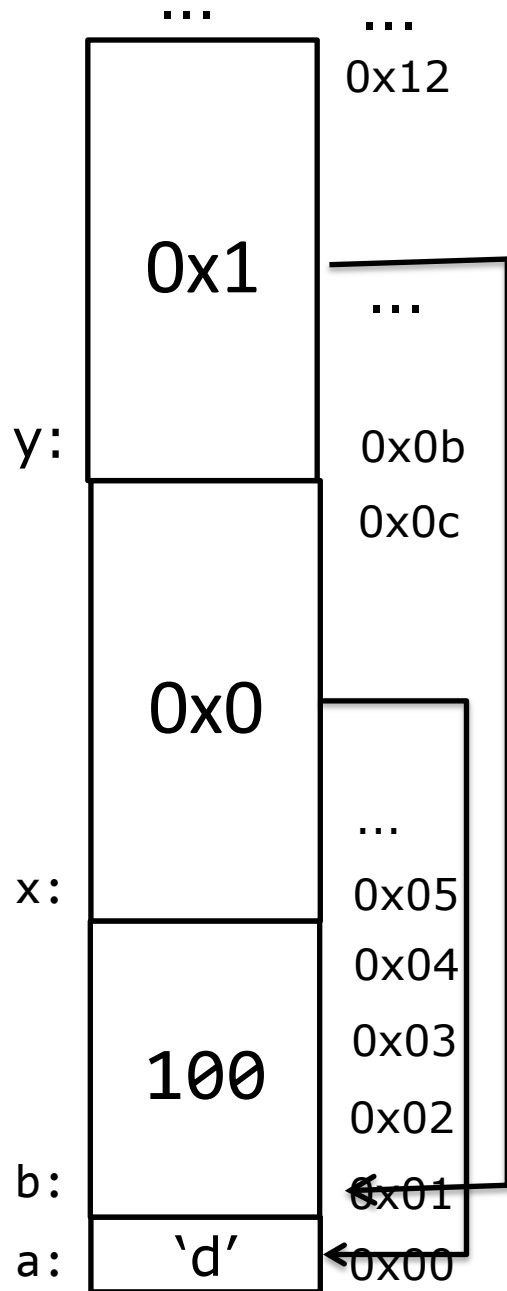 ... ...
0x12
0x1
...
y: 0x0b
0x0c
0x0
...
x: 0x05
0x04
0x03
100
0x02
b: 0x01
a: ‘d’ 0x00